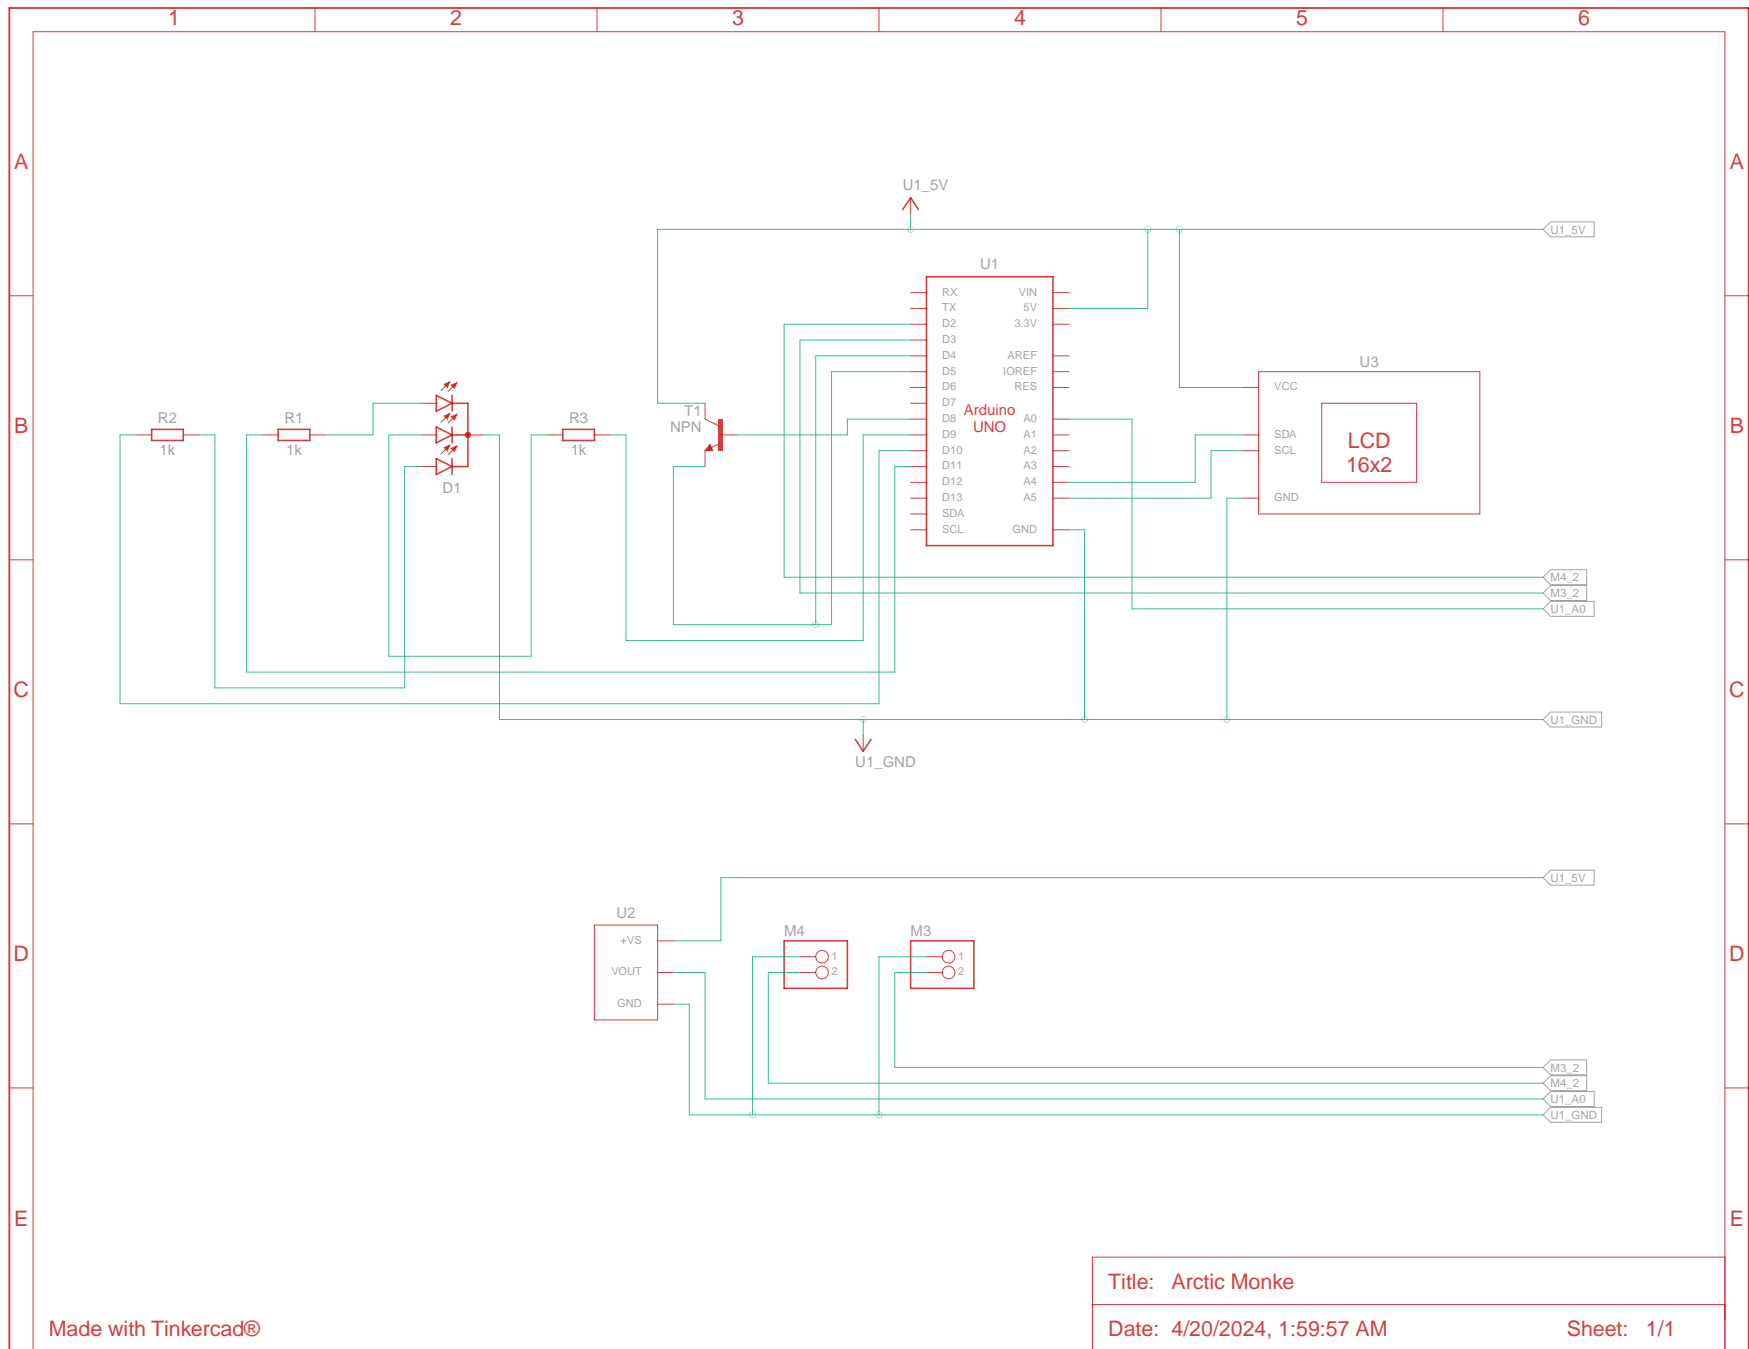 1 2 3 4 5 6
A A
U1_5V
U1_5V
U1
RX VIN
TX 5V
D2 3.3V
D3
D4 AREF
D5 IOREF
D6 RES
D7
Arduino
UNO
D8 A0
D9 A1
D10 A2
D11 A3
D12 A4
D13 A5
SDA
SCL GND
U3
VCC
SDA
SCL
GND
LCD
16x2
B B
R2
1k
R1
1k
D1
R3
1k
T1
NPN
M4_2
M3_2
U1_A0
C C
U1_GND
U1_GND
U1_5V
U2
+VS
VOUT
GND
M4
1
2
M3
1
2
D D
M3_2
M4_2
U1_A0
U1_GND
E E
Title: Arctic Monke
Made with Tinkercad®
Date: 4/20/2024, 1:59:57 AM Sheet: 1/1